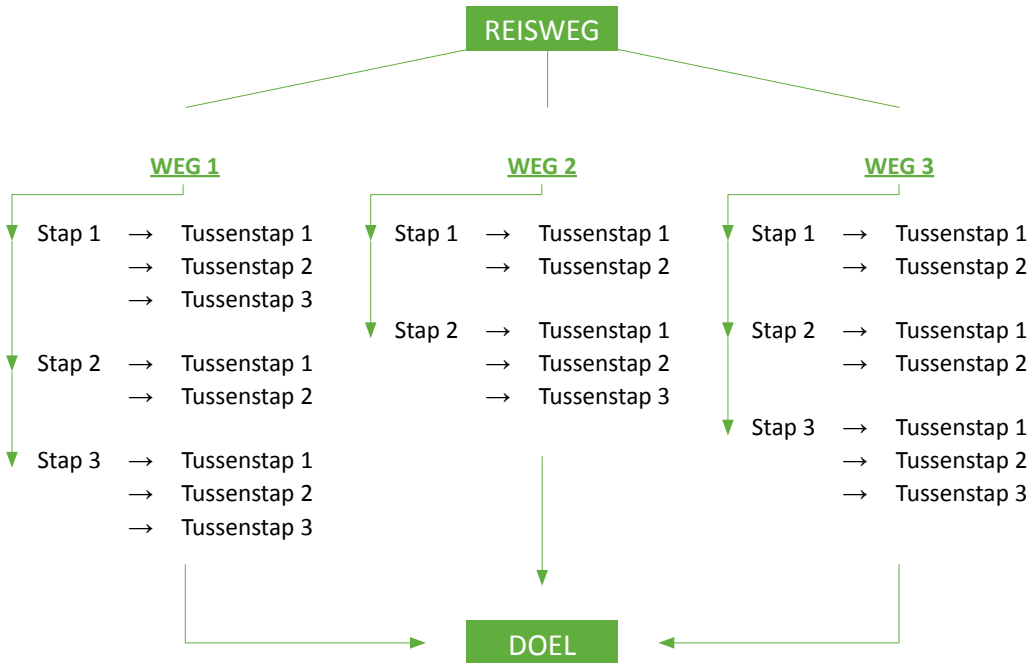 REISWEG
WEG 1
Stap 1 → Tussenstap 1
→ Tussenstap 2
→ Tussenstap 3
Stap 2 → Tussenstap 1
→ Tussenstap 2
Stap 3 → Tussenstap 1
→ Tussenstap 2
→ Tussenstap 3
WEG 2
Stap 1 → Tussenstap 1
→ Tussenstap 2
Stap 2 → Tussenstap 1
→ Tussenstap 2
→ Tussenstap 3
WEG 3
Stap 1 → Tussenstap 1
→ Tussenstap 2
Stap 2 → Tussenstap 1
→ Tussenstap 2
Stap 3 → Tussenstap 1
→ Tussenstap 2
→ Tussenstap 3
DOEL